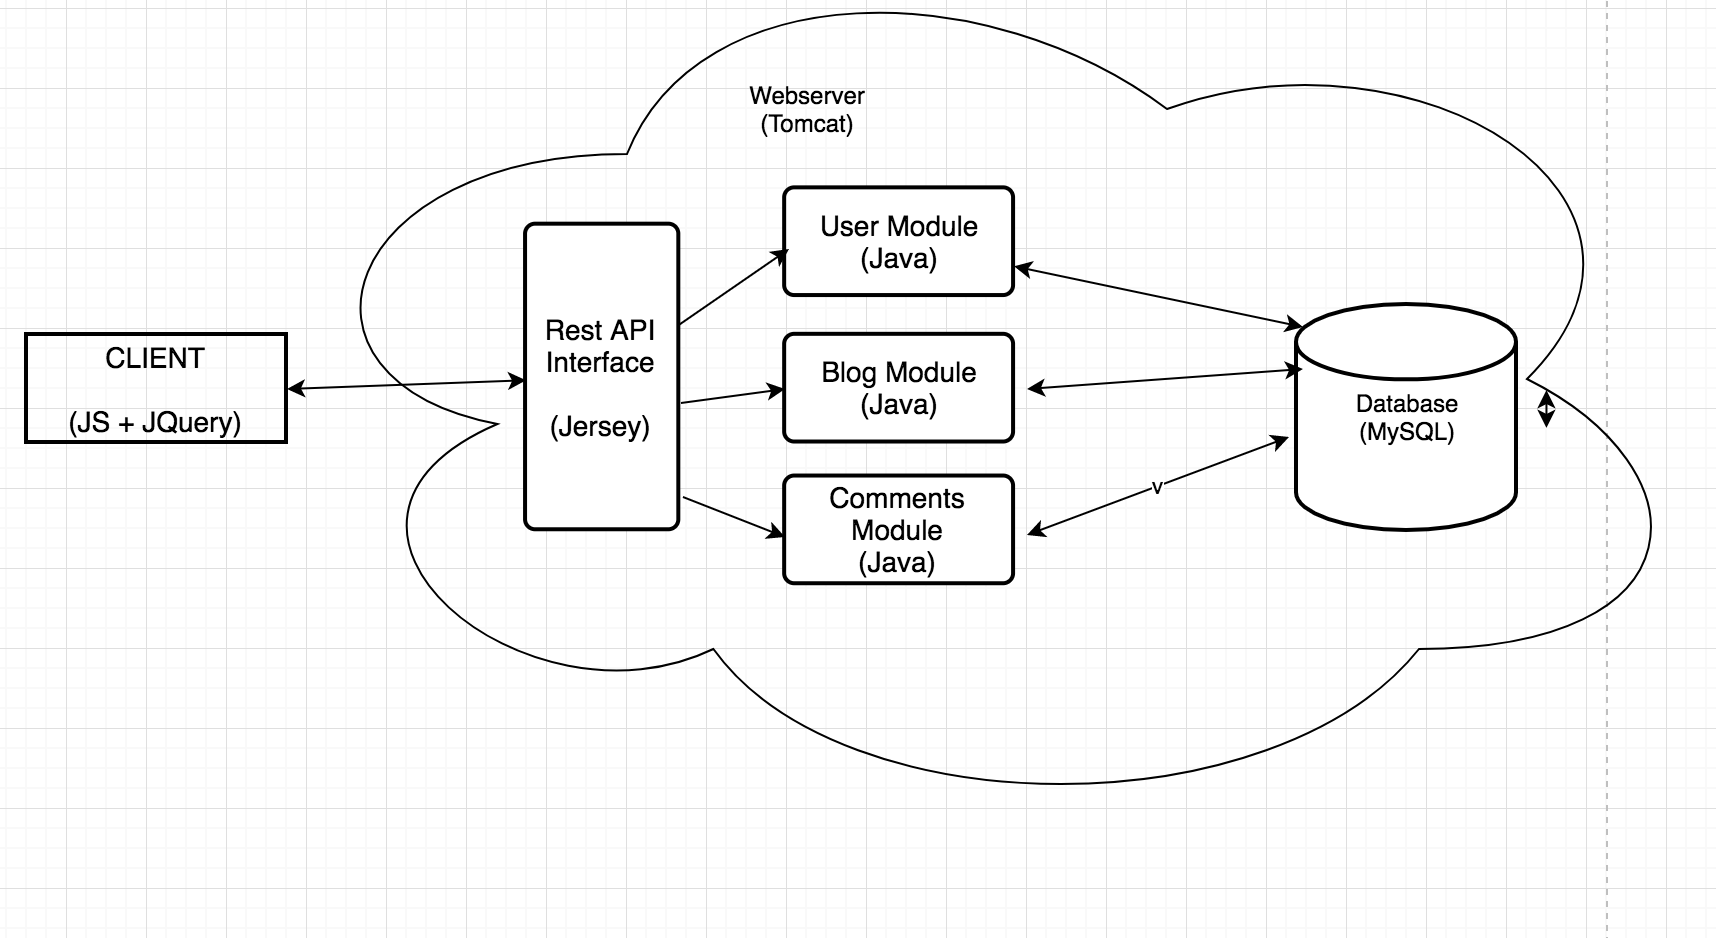 Webserver
(Tomcat)
User Module
(Java)
Rest API
Interface
(Jersey)
CLIENT
(JS + JQuery)
Blog Module
(Java)
Database
(MySQL)
Comments
Module
(Java)
v